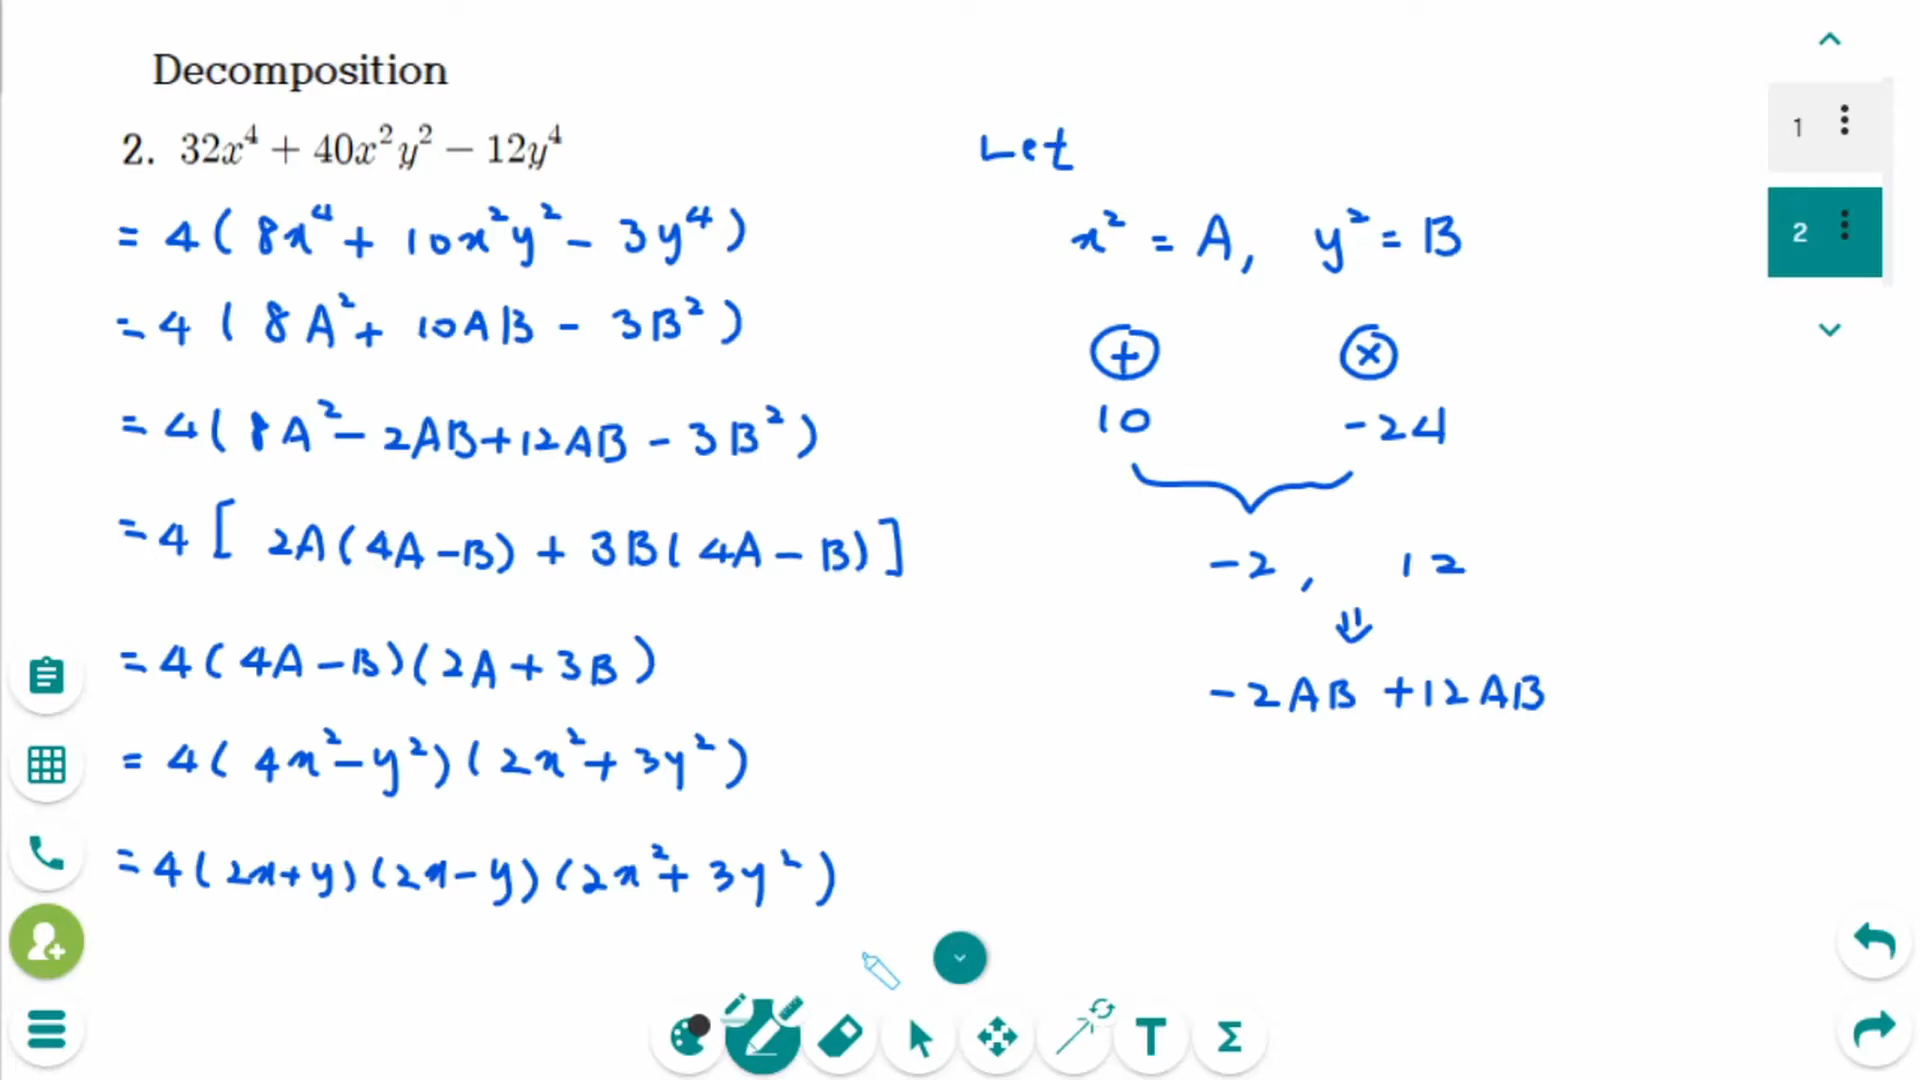 Decomposition
2. 32x⁴ + 40x²y² − 12y⁴
= 4( 8x⁴ + 10x²y² − 3y⁴ )
= 4 ( 8A² + 10AB − 3B² )
= 4( 8A² − 2AB + 12AB − 3B² )
= 4 [ 2A( 4A − B ) + 3B( 4A − B ) ]
= 4( 4A − B )( 2A + 3B )
= 4( 4x² − y² )( 2x² + 3y² )
= 4( 2x + y )( 2x − y )( 2x² + 3y² )
Let
x² = A, y² = B
+ ×
10 −24
−2 , 12
⇓
−2AB + 12AB
1
2
T Σ